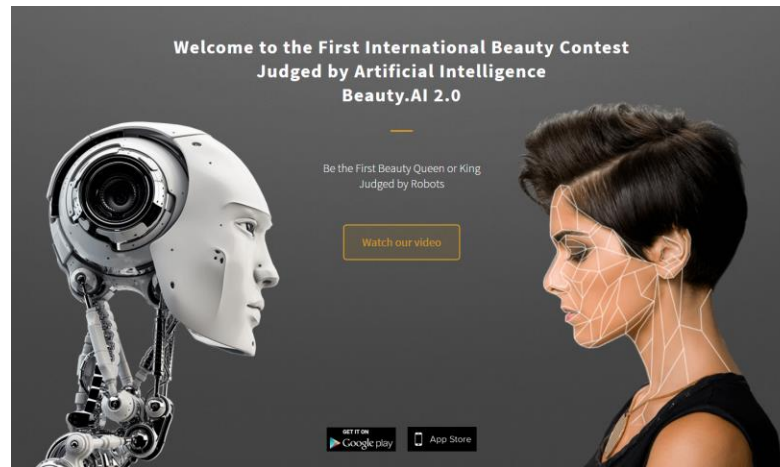 Welcome to the First International Beauty Contest
Judged by Artificial Intelligence
Beauty.AI 2.0
Be the First Beauty Queen or King
Judged by Robots
Watch our video
GET IT ON
Google play
App Store